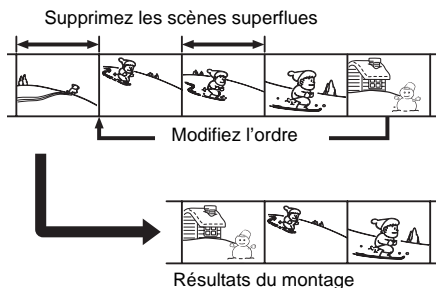 Supprimez les scènes superflues
Modifiez l'ordre
Résultats du montage